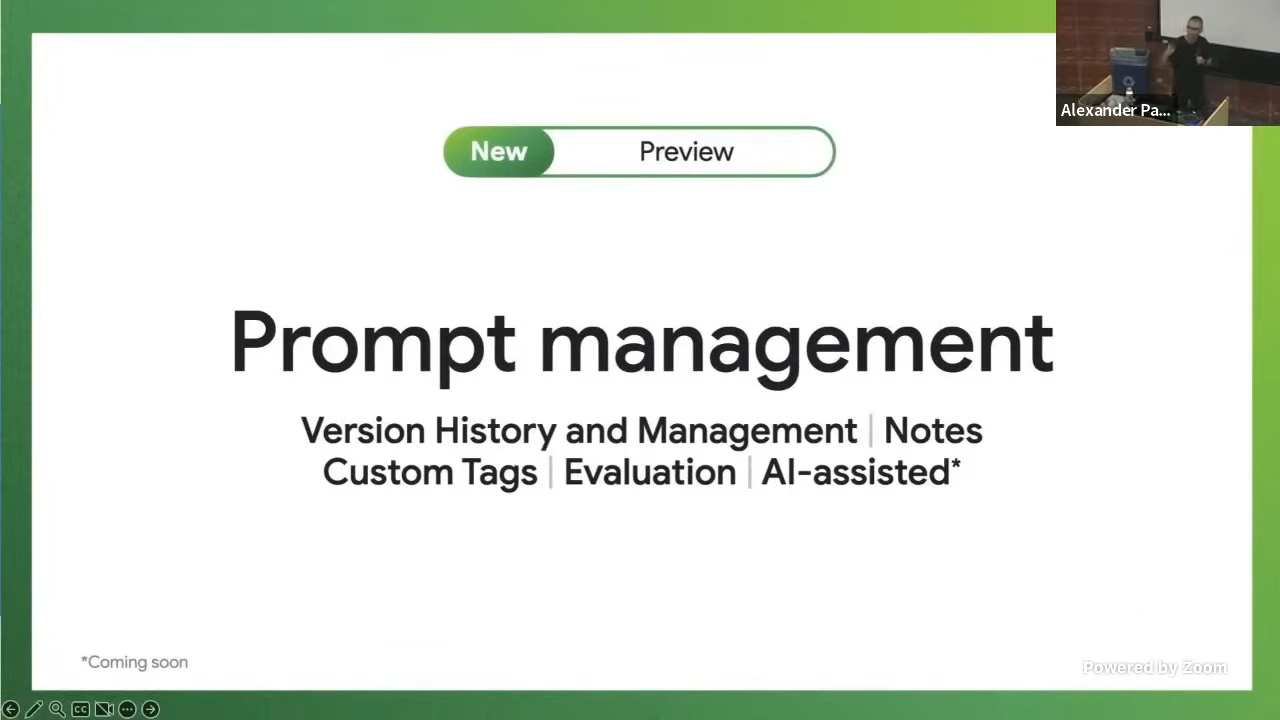 New Preview
Alexander Pa...
Prompt management
Version History and Management | Notes
Custom Tags | Evaluation | AI-assisted*
*Coming soon
Powered by Zoom
CC